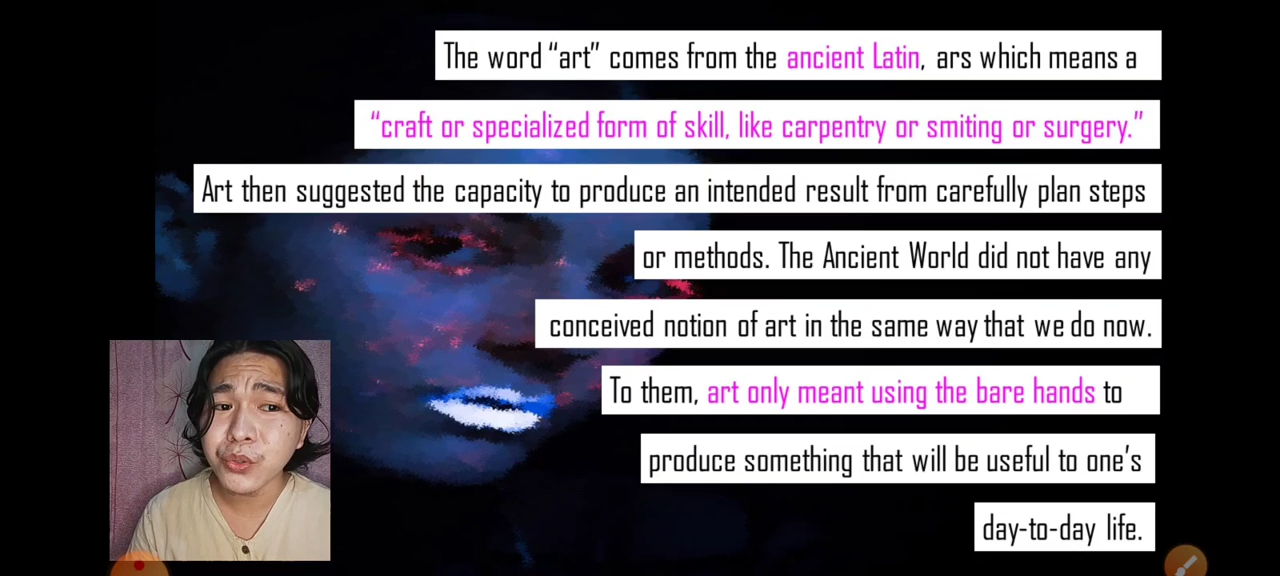 The word “art” comes from the ancient Latin, ars which means a
“craft or specialized form of skill, like carpentry or smiting or surgery.”
Art then suggested the capacity to produce an intended result from carefully plan steps
or methods. The Ancient World did not have any
conceived notion of art in the same way that we do now.
To them, art only meant using the bare hands to
produce something that will be useful to one’s
day-to-day life.